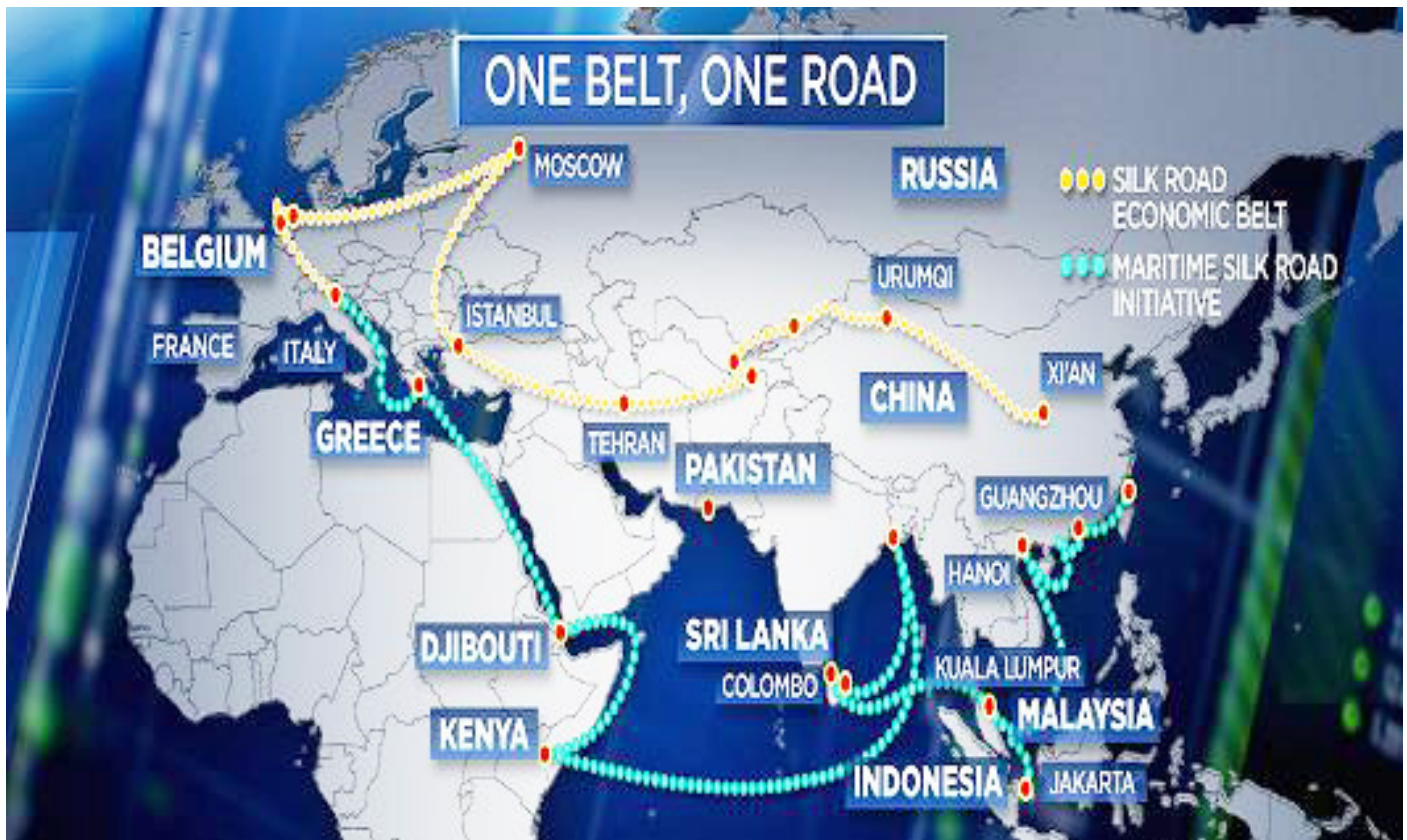 ONE BELT, ONE ROAD
MOSCOW
RUSSIA
SILK ROAD
ECONOMIC BELT
BELGIUM
MARITIME SILK ROAD
INITIATIVE
URUMQI
ISTANBUL
FRANCE
ITALY
XI'AN
CHINA
GREECE
TEHRAN
PAKISTAN
GUANGZHOU
HANOI
DJIBOUTI
SRI LANKA
COLOMBO
KUALA LUMPUR
MALAYSIA
KENYA
INDONESIA
JAKARTA